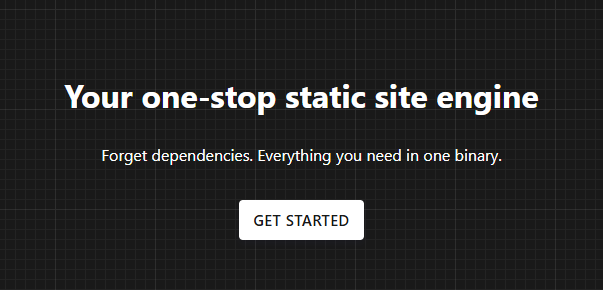 Your one-stop static site engine
Forget dependencies. Everything you need in one binary.
GET STARTED